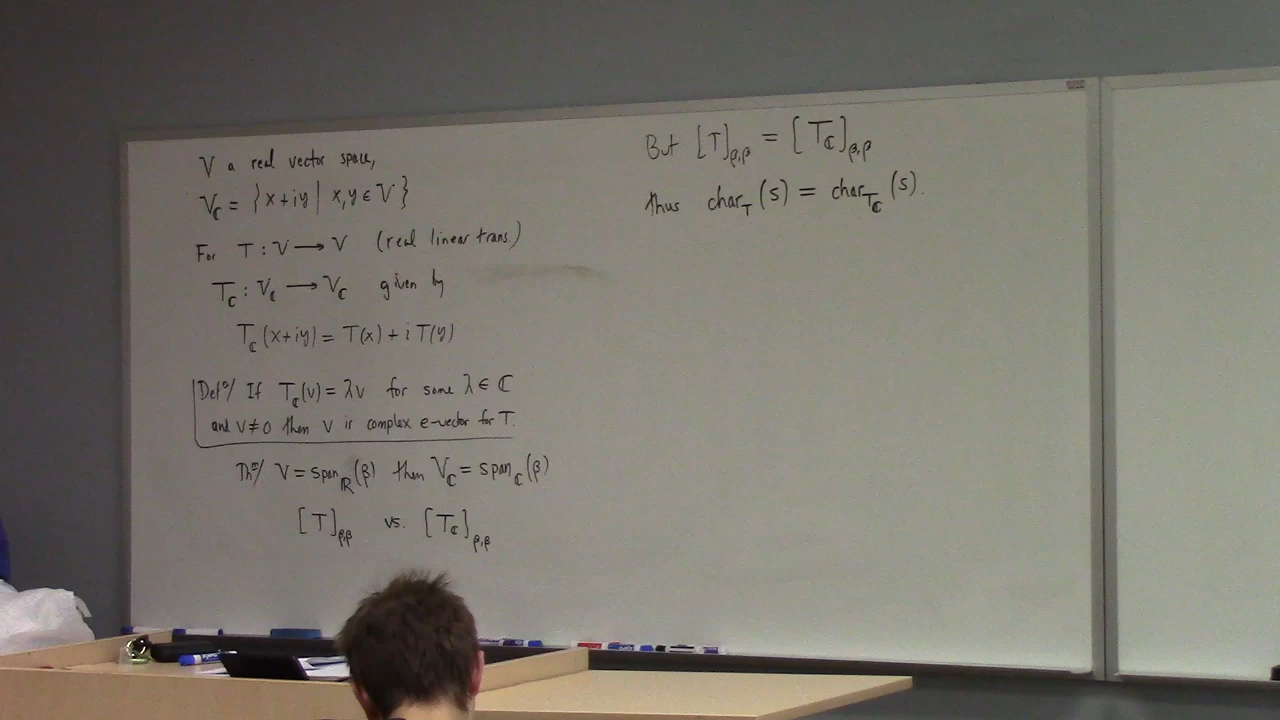 V a real vector space,
V_ℂ = {x+iy | x,y ∈ V}
For T : V ⟶ V (real linear trans.)
T_ℂ : V_ℂ ⟶ V_ℂ given by
T_ℂ(x+iy) = T(x) + i T(y)
Defⁿ/ If T_ℂ(v) = λv for some λ ∈ ℂ
and v≠0 then v is complex e-vector for T.
Thᵐ/ V = span_ℝ(β) then V_ℂ = span_ℂ(β)
[T]_β,β vs. [T_ℂ]_β,β
But [T]_β,β = [T_ℂ]_β,β
thus char_T(s) = char_T_ℂ(s).